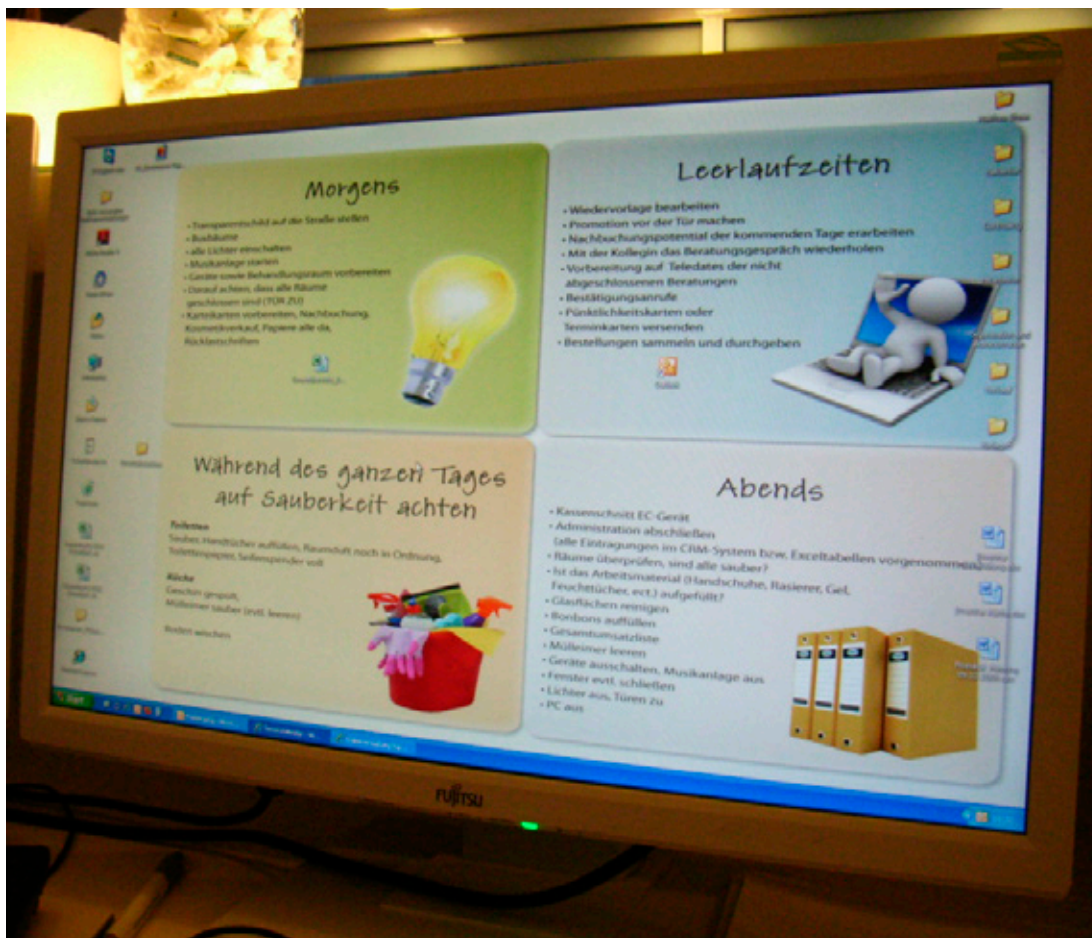 Morgens
• Transparentschild auf die Straße stellen
• Buxbäume
• alle Lichter einschalten
• Musikanlage starten
• Geräte sowie Behandlungsraum vorbereiten
• Darauf achten, dass alle Räume
geschlossen sind (TÜR ZU)
• Karteikarten vorbereiten, Nachbuchung,
Kosmetikverkauf, Papiere alle da,
Rücklastschriften
Leerlaufzeiten
• Wiedervorlage bearbeiten
• Promotion vor der Tür machen
• Nachbuchungspotential der kommenden Tage erarbeiten
• Mit der Kollegin das Beratungsgespräch wiederholen
• Vorbereitung auf Teledates der nicht
abgeschlossenen Beratungen
• Bestätigungsanrufe
• Pünktlichkeitskarten oder
Terminkarten versenden
• Bestellungen sammeln und durchgeben
Während des ganzen Tages
auf Sauberkeit achten
Toiletten
Sauber, Handtücher auffüllen, Raumduft noch in Ordnung,
Toilettenpapier, Seifenspender voll
Küche
Geschirr gespült,
Mülleimer sauber (evtl. leeren)
Boden wischen
Abends
• Kassenschnitt EC-Gerät
• Administration abschließen
(alle Eintragungen im CRM-System bzw. Exceltabellen vorgenommen)
• Räume überprüfen, sind alle sauber?
• Ist das Arbeitsmaterial (Handschuhe, Rasierer, Gel,
Feuchttücher, ect.) aufgefüllt?
• Glasflächen reinigen
• Bonbons auffüllen
• Gesamtumsatzliste
• Mülleimer leeren
• Geräte ausschalten, Musikanlage aus
• Fenster evtl. schließen
• Lichter aus, Türen zu
• PC aus
Start
FUJITSU